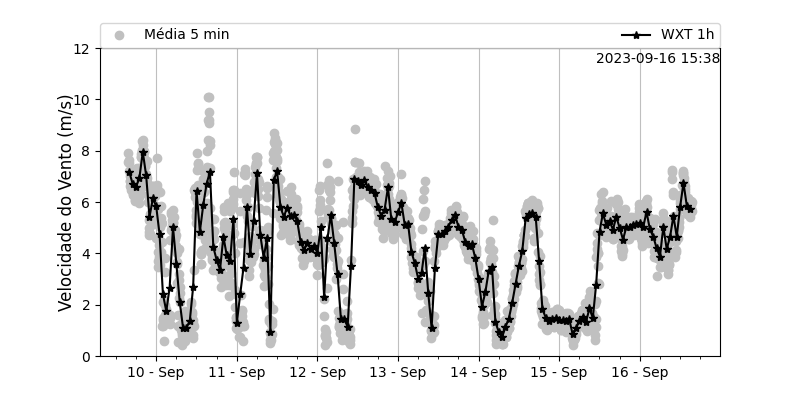 Média 5 min
WXT 1h
2023-09-16 15:38
Velocidade do Vento (m/s)
12
10
8
6
4
2
0
10 - Sep
11 - Sep
12 - Sep
13 - Sep
14 - Sep
15 - Sep
16 - Sep